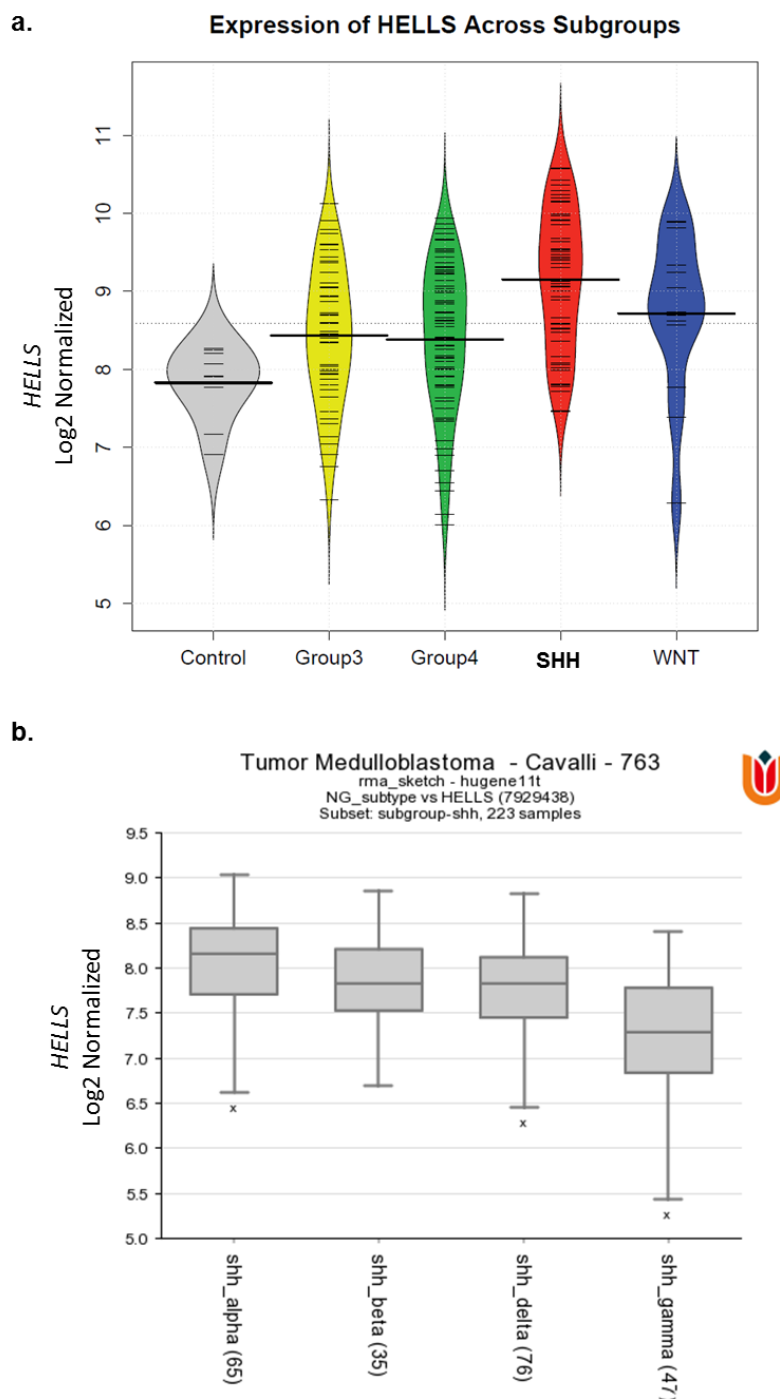 a.
Expression of HELLS Across Subgroups
HELLS
Log2 Normalized
11
10
9
8
7
6
5
Control Group3 Group4 SHH WNT
b.
Tumor Medulloblastoma - Cavalli - 763
rma_sketch - hugene11t
NG_subtype vs HELLS (7929438)
Subset: subgroup-shh, 223 samples
HELLS
Log2 Normalized
9.5
9.0
8.5
8.0
7.5
7.0
6.5
6.0
5.5
5.0
x
x
x
shh_alpha (65)
shh_beta (35)
shh_delta (76)
shh_gamma (47)